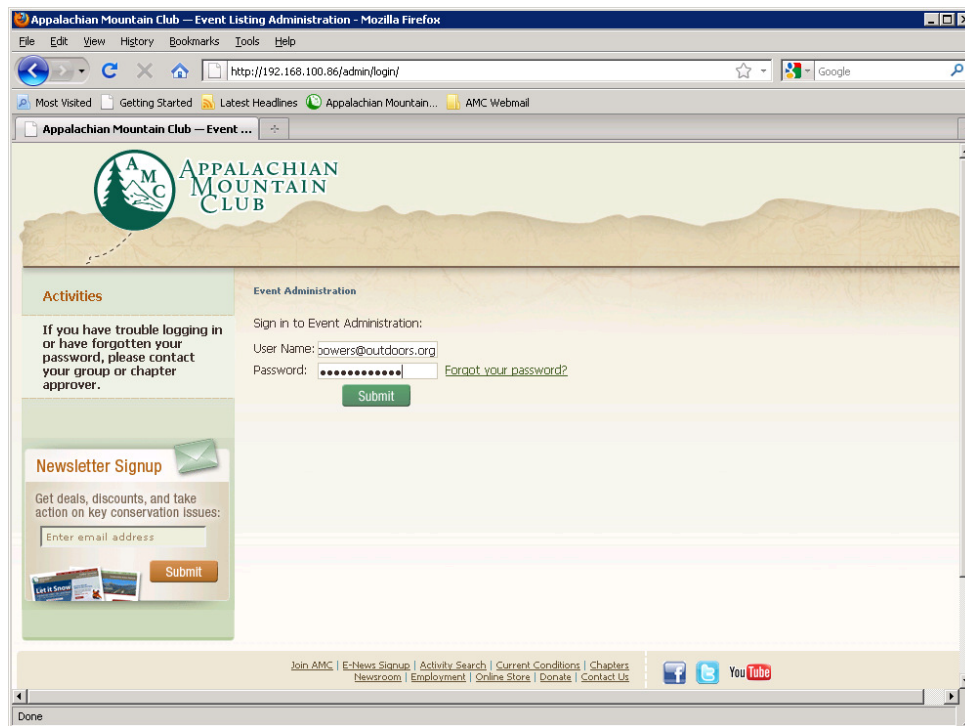 Appalachian Mountain Club — Event Listing Administration - Mozilla Firefox
File Edit View History Bookmarks Tools Help
http://192.168.100.86/admin/login/
Google
Most Visited Getting Started Latest Headlines Appalachian Mountain... AMC Webmail
Appalachian Mountain Club — Event ...
AMC
APPALACHIAN
MOUNTAIN
CLUB
Activities
If you have trouble logging in
or have forgotten your
password, please contact
your group or chapter
approver.
Newsletter Signup
Get deals, discounts, and take
action on key conservation issues:
Enter email address
Let it Snow
Submit
Event Administration
Sign in to Event Administration:
User Name: bowers@outdoors.org
Password: ●●●●●●●●●●●● Forgot your password?
Submit
Join AMC | E-News Signup | Activity Search | Current Conditions | Chapters
Newsroom | Employment | Online Store | Donate | Contact Us
f
You Tube
Done